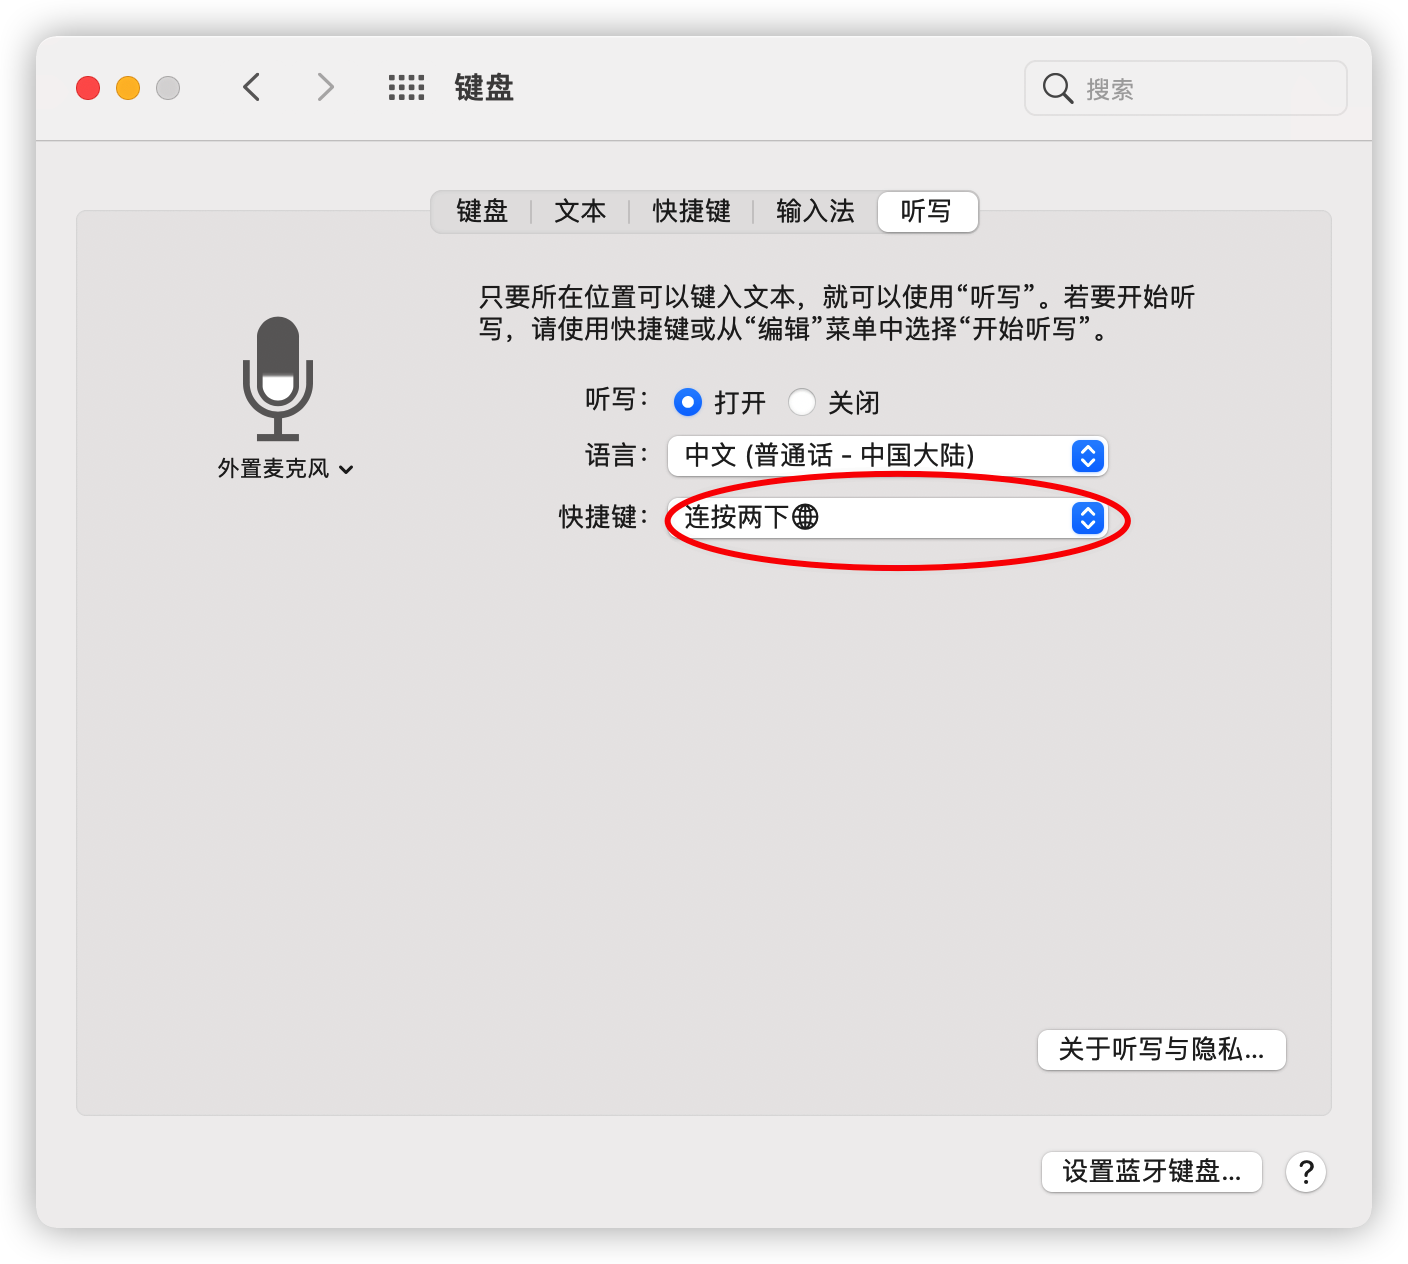 键盘
搜索
键盘
文本
快捷键
输入法
听写
只要所在位置可以键入文本，就可以使用“听写”。若要开始听
写，请使用快捷键或从“编辑”菜单中选择“开始听写”。
外置麦克风
听写： 打开 关闭
语言： 中文 (普通话 - 中国大陆)
快捷键： 连按两下🌐
关于听写与隐私...
设置蓝牙键盘...
?